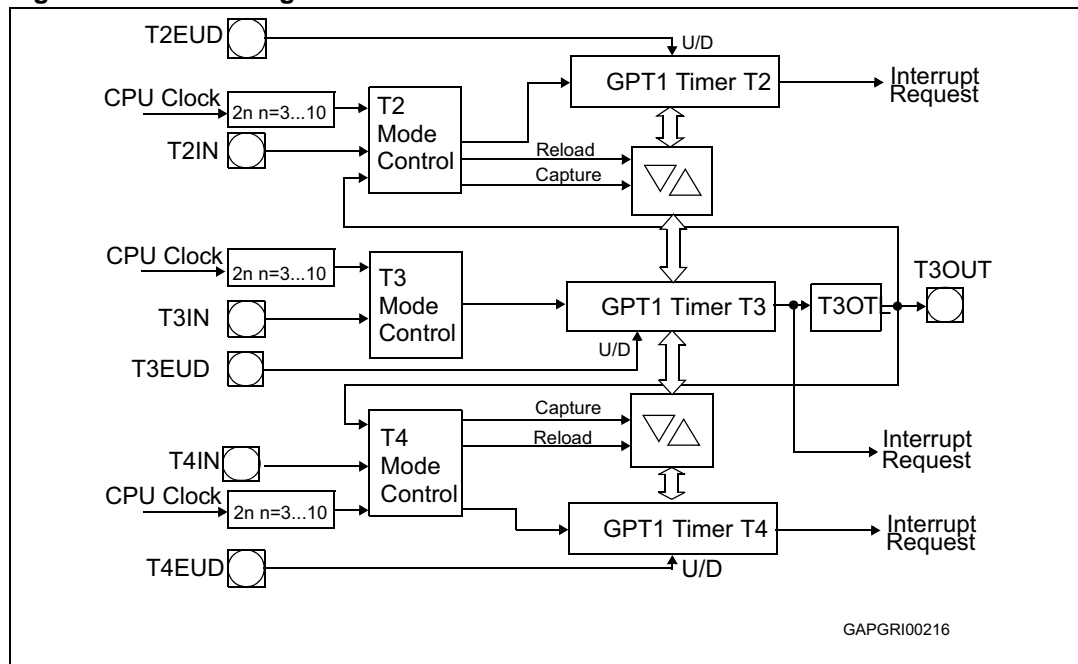 T2EUD
U/D
GPT1 Timer T2
Interrupt
Request
CPU Clock
2n n=3...10
T2IN
T2
Mode
Control
Reload
Capture
CPU Clock
2n n=3...10
T3IN
T3EUD
T3
Mode
Control
GPT1 Timer T3
U/D
T3OTL
T3OUT
Interrupt
Request
T4IN
CPU Clock
2n n=3...10
T4
Mode
Control
Capture
Reload
GPT1 Timer T4
Interrupt
Request
T4EUD
U/D
GAPGRI00216